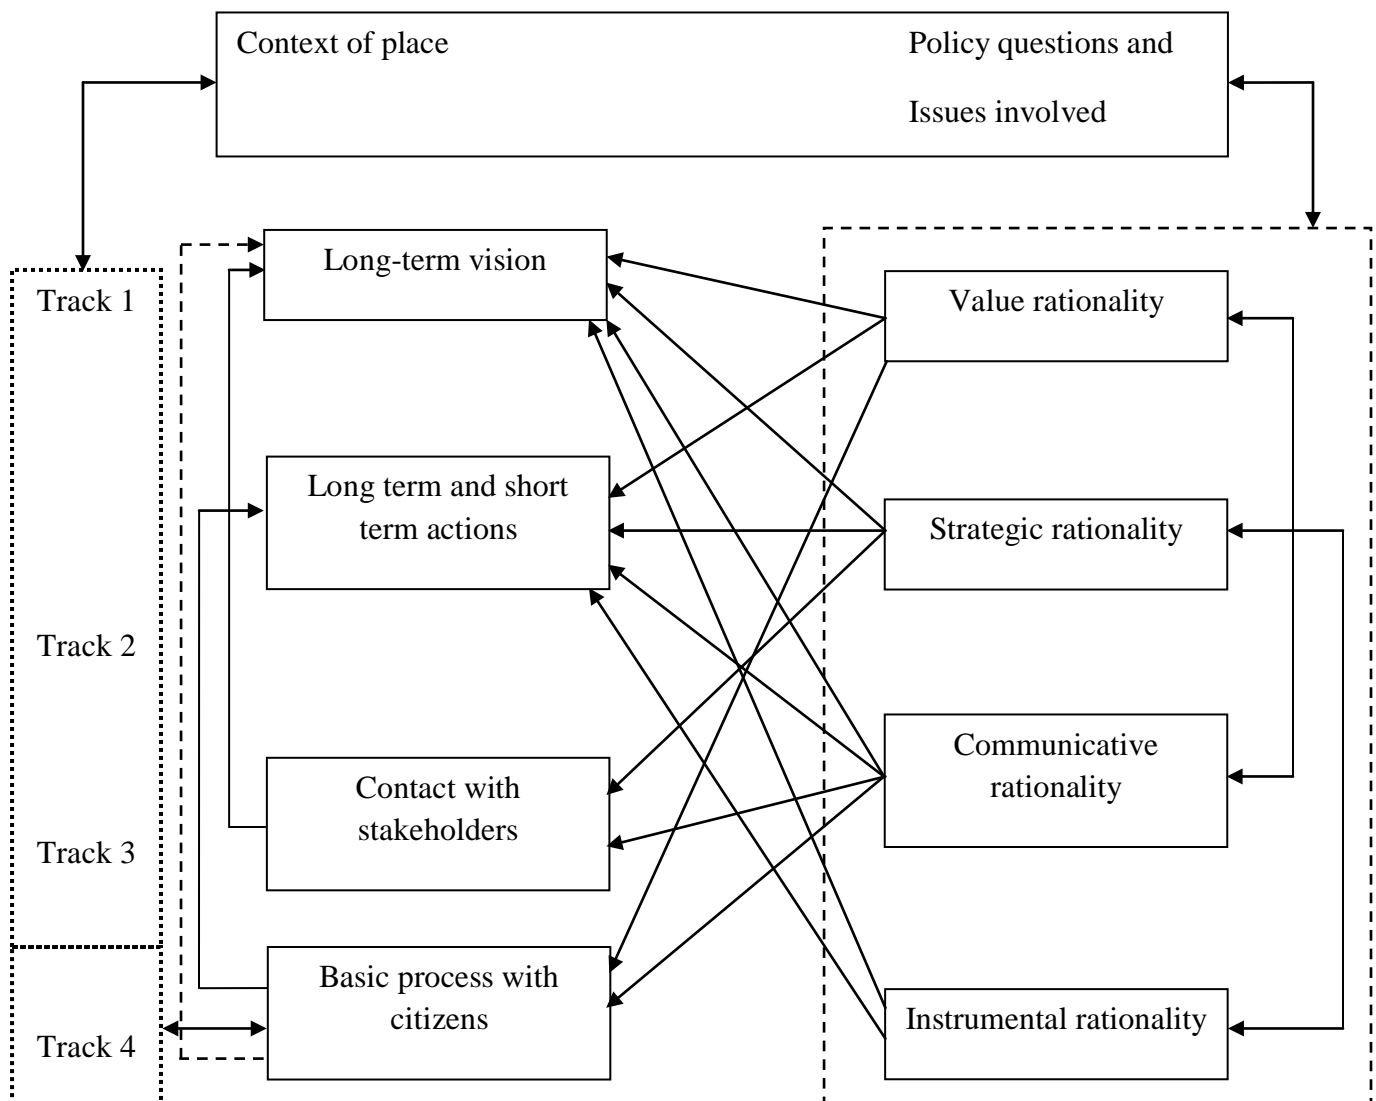 Context of place
Policy questions and
Issues involved
Track 1
Track 2
Track 3
Track 4
Long-term vision
Long term and short
term actions
Contact with
stakeholders
Basic process with
citizens
Value rationality
Strategic rationality
Communicative
rationality
Instrumental rationality